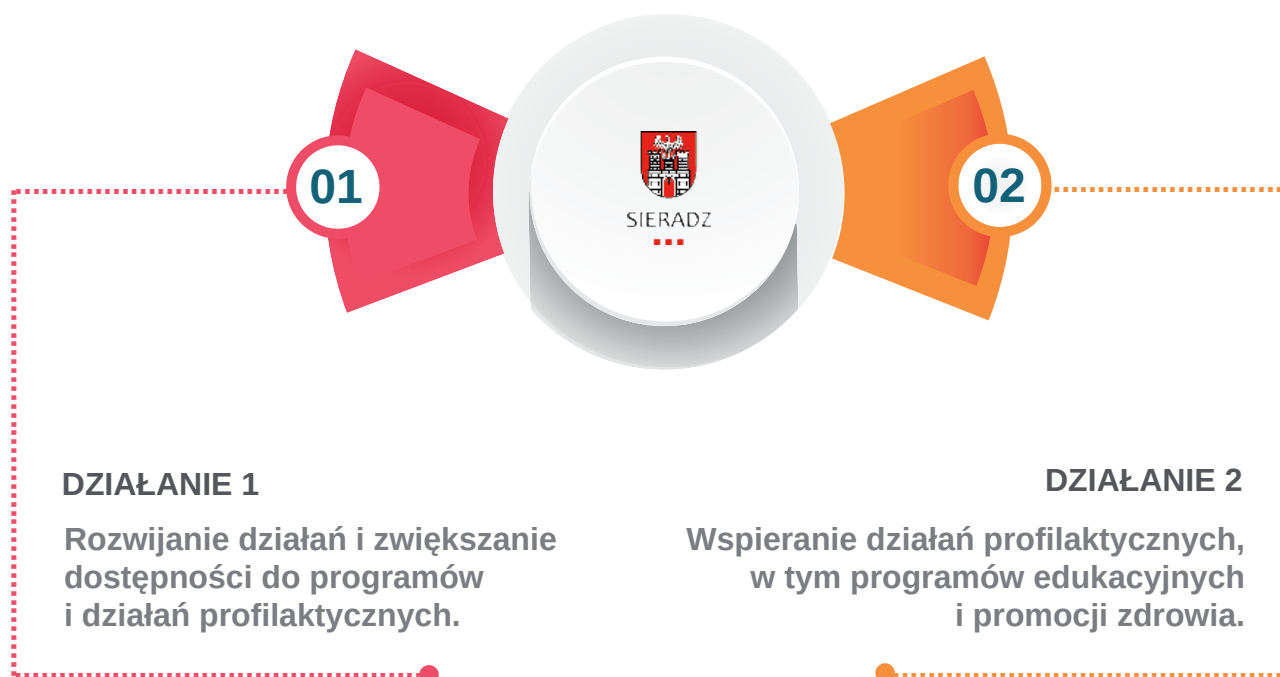 01
SIERADZ
02
DZIAŁANIE 1
Rozwijanie działań i zwiększanie
dostępności do programów
i działań profilaktycznych.
DZIAŁANIE 2
Wspieranie działań profilaktycznych,
w tym programów edukacyjnych
i promocji zdrowia.